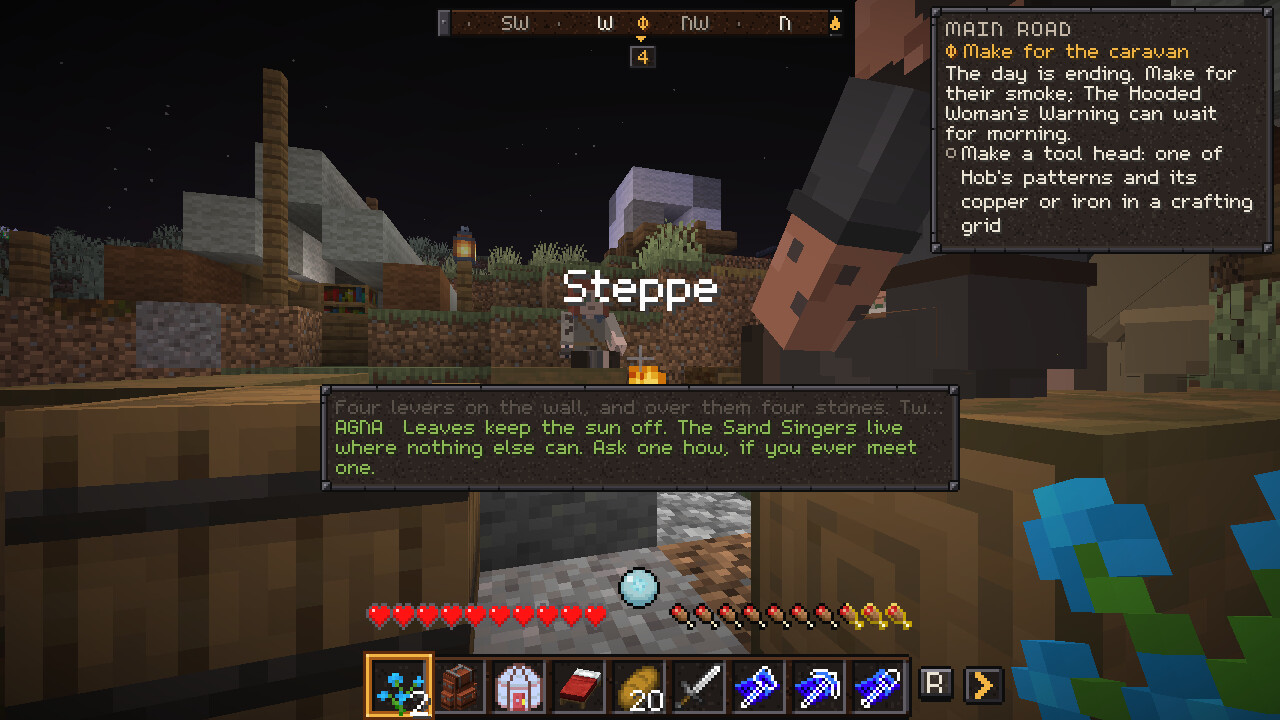 SW
W
NW
N
4
MAIN ROAD
Make for the caravan
The day is ending. Make for
their smoke; The Hooded
Woman's Warning can wait
for morning.
Make a tool head: one of
Hob's patterns and its
copper or iron in a crafting
grid
Steppe
Four levers on the wall, and over them four stones. Tw...
AGNA Leaves keep the sun off. The Sand Singers live
where nothing else can. Ask one how, if you ever meet
one.
2
20
R